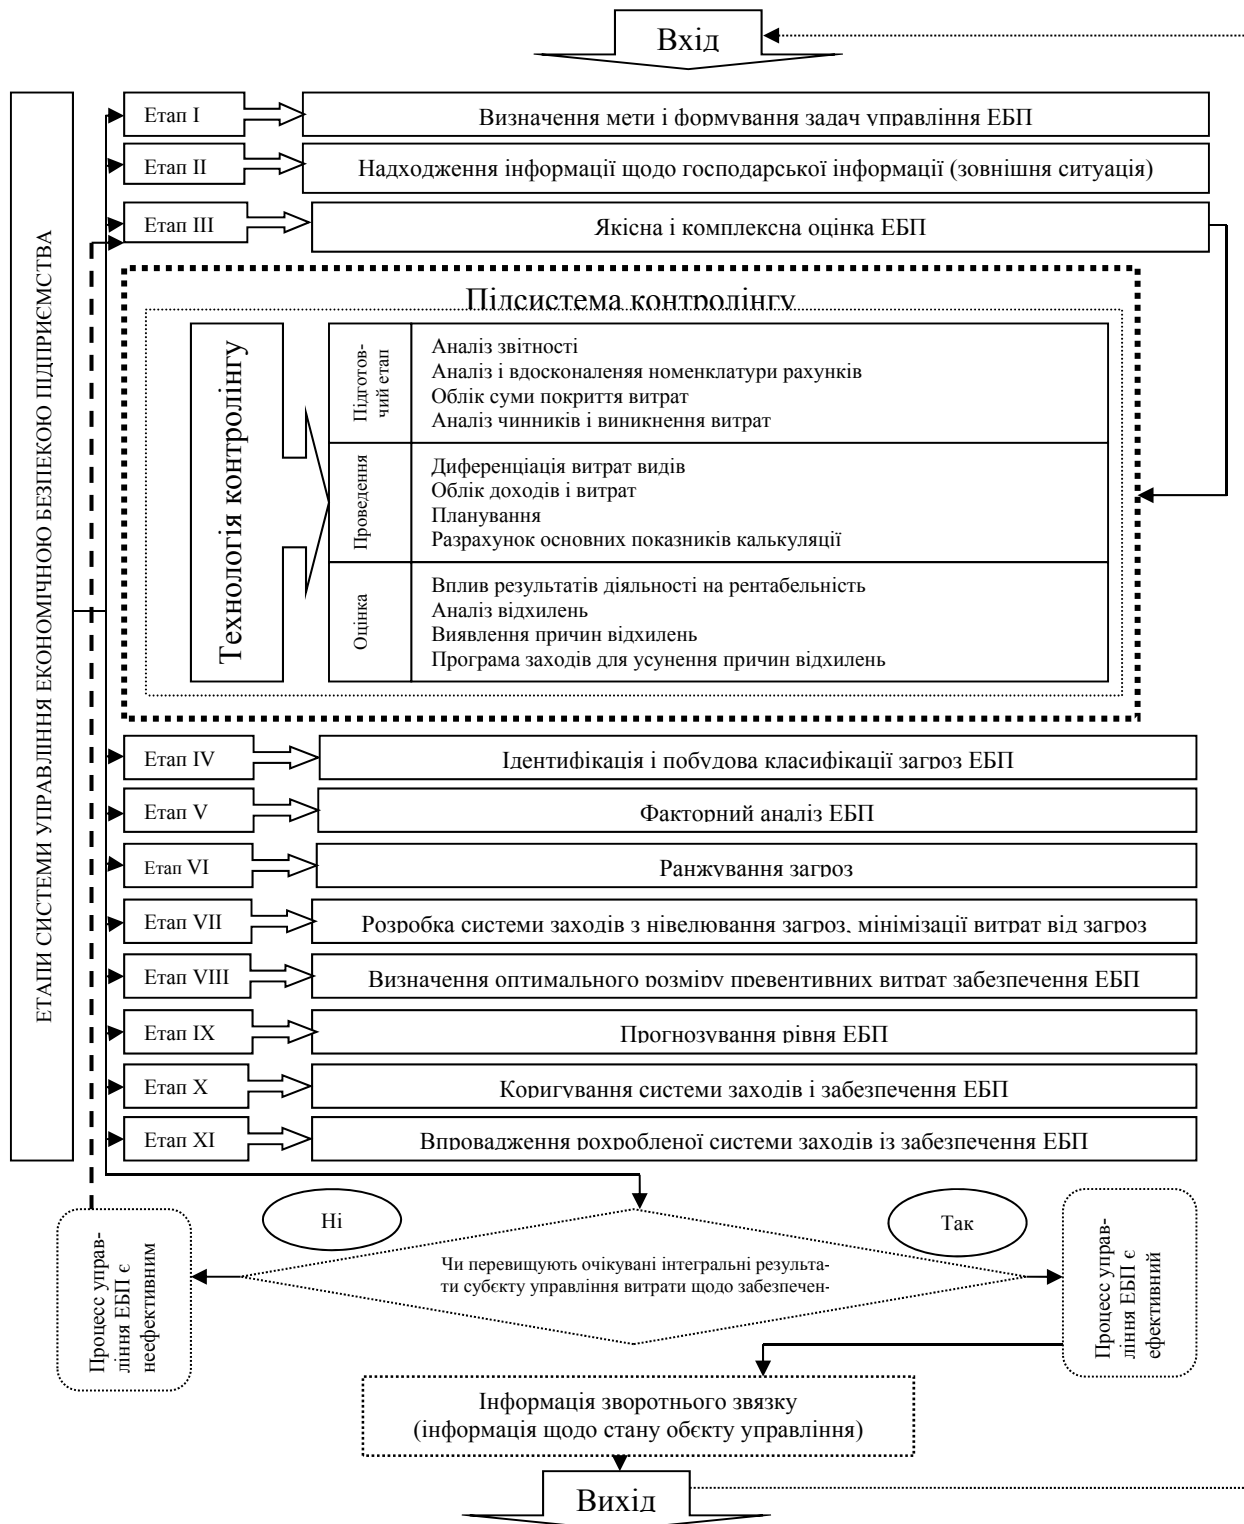 Вхід
ЕТАПИ СИСТЕМИ УПРАВЛІННЯ ЕКОНОМІЧНОЮ БЕЗПЕКОЮ ПІДПРИЄМСТВА
Етап I
Визначення мети і формування задач управління ЕБП
Етап II
Надходження інформації щодо господарської інформації (зовнішня ситуація)
Етап III
Якісна і комплексна оцінка ЕБП
Підсистема контролінгу
Технологія контролінгу
Підготов-
чий етап
Аналіз звітності
Аналіз і вдосконаленя номенклатури рахунків
Облік суми покриття витрат
Аналіз чинників і виникнення витрат
Проведення
Диференціація витрат видів
Облік доходів і витрат
Планування
Разрахунок основних показників калькуляції
Оцінка
Вплив результатів діяльності на рентабельність
Аналіз відхилень
Виявлення причин відхилень
Програма заходів для усунення причин відхилень
Етап IV
Ідентифікація і побудова класифікації загроз ЕБП
Етап V
Факторний аналіз ЕБП
Етап VI
Ранжування загроз
Етап VII
Розробка системи заходів з нівелювання загроз, мінімізації витрат від загроз
Етап VIII
Визначення оптимального розміру превентивних витрат забезпечення ЕБП
Етап IX
Прогнозування рівня ЕБП
Етап X
Коригування системи заходів і забезпечення ЕБП
Етап XI
Впровадження рохробленої системи заходів із забезпечення ЕБП
Ні
Так
Процесс управ-
ління ЕБП є
неефективним
Чи перевищують очікувані інтегральні результа-
ти субєкту управління витрати щодо забезпечен-
Процесс управ-
ління ЕБП є
ефективний
Інформація зворотнього звязку
(інформація щодо стану обєкту управління)
Вихід